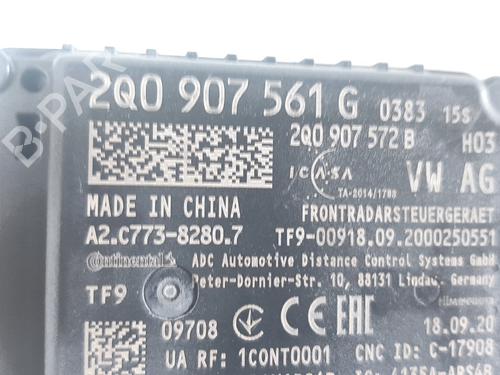 2Q0 907 561 G 0383 15s
2Q0 907 572 B H03
ICASA
TA-2014/1788
VW AG
MADE IN CHINA FRONTRADARSTEUERGERAET
A2.C773-8280.7 TF9-00918.09.2000250551
Continental ADC Automotive Distance Control Systems GmbH
Peter-Dornier-Str. 10, 88131 Lindau, Germany
TF9
09708 CE EAC 18.09.20
UA RF: 1CONT0001 CNC ID: C-17908
B-PARTS